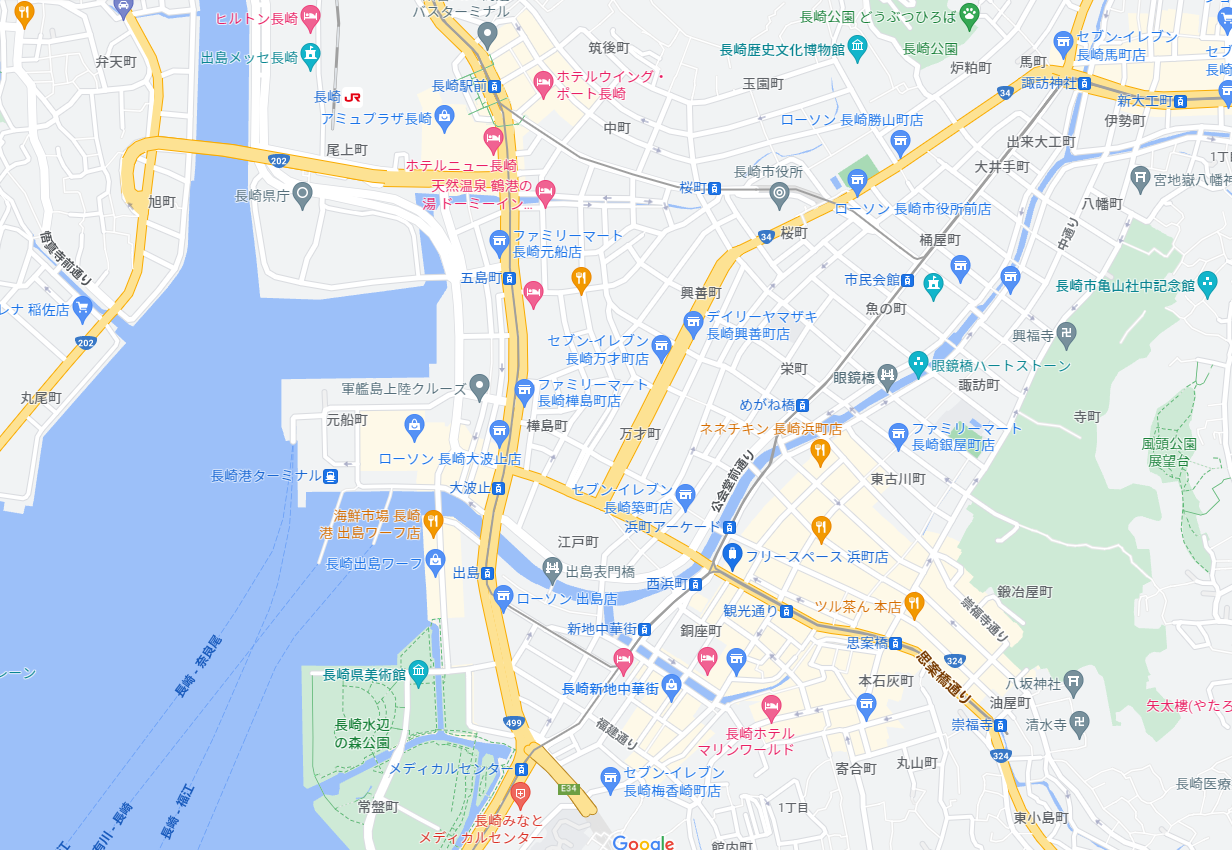 バスターミナル
ヒルトン長崎
長崎公園 どうぶつひろば
セブン-イレブン
長崎馬町店
弁天町
出島メッセ長崎
筑後町
長崎歴史文化博物館
長崎公園
馬町
炉粕町
長崎駅前
ホテルウイング・
ポート長崎
玉園町
諏訪神社
34
長崎
JR
新大工町
アミュプラザ長崎
中町
ローソン 長崎勝山町店
伊勢町
尾上町
出来大工町
202
ホテルニュー長崎
大井手町
1丁
長崎県庁
天然温泉 鶴港の
湯 ドーミーイン...
桜町
長崎市役所
宮地嶽八幡神
旭町
ローソン 長崎市役所前店
八幡町
悟真寺前通り
ファミリーマート
長崎元船店
34
桜町
桶屋町
中通り
五島町
市民会館
長崎市亀山社中記念館
レナ 稲佐店
興善町
魚の町
デイリーヤマザキ
長崎興善町店
202
セブン-イレブン
長崎万才町店
興福寺
栄町
眼鏡橋
眼鏡橋ハートストーン
諏訪町
丸尾町
軍艦島上陸クルーズ
ファミリーマート
長崎樺島町店
めがね橋
元船町
樺島町
万才町
ネネチキン 長崎浜町店
寺町
ファミリーマート
長崎銀屋町店
風頭公園
展望台
ローソン 長崎大波止店
長崎港ターミナル
大波止
セブン-イレブン
長崎築町店
公会堂前通り
東古川町
海鮮市場 長崎
港 出島ワーフ店
浜町アーケード
江戸町
長崎出島ワーフ
出島
出島表門橋
フリースペース 浜町店
西浜町
鍛冶屋町
ローソン 出島店
観光通り
ツル茶ん 本店
崇福寺通り
新地中華街
銅座町
思案橋
長崎 - 奈良尾
324
思案橋通り
レーン
長崎県美術館
長崎新地中華街
本石灰町
八坂神社
油屋町
矢太樓(やたろ
長崎水辺
の森公園
499
福建通り
長崎ホテル
マリンワールド
崇福寺
清水寺
324
メディカルセンター
セブン-イレブン
長崎梅香崎町店
寄合町
丸山町
長崎医療
E34
長崎 - 福江
常盤町
長崎みなと
メディカルセンター
1丁目
東小島町
有川 - 長崎
江
Google
館内町